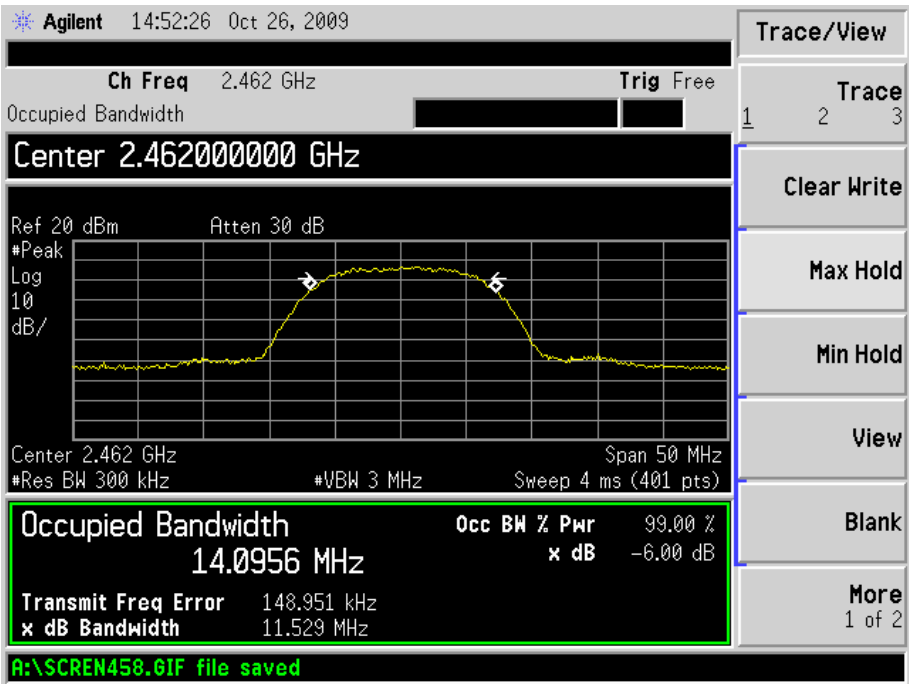 Agilent 14:52:26 Oct 26, 2009
Ch Freq 2.462 GHz Trig Free
Occupied Bandwidth
Center 2.462000000 GHz
Ref 20 dBm Atten 30 dB
#Peak
Log
10
dB/
Center 2.462 GHz Span 50 MHz
#Res BW 300 kHz #VBW 3 MHz Sweep 4 ms (401 pts)
Occupied Bandwidth Occ BW % Pwr 99.00 %
14.0956 MHz x dB -6.00 dB
Transmit Freq Error 148.951 kHz
x dB Bandwidth 11.529 MHz
A:\SCREN458.GIF file saved
Trace/View
Trace
1 2 3
Clear Write
Max Hold
Min Hold
View
Blank
More
1 of 2